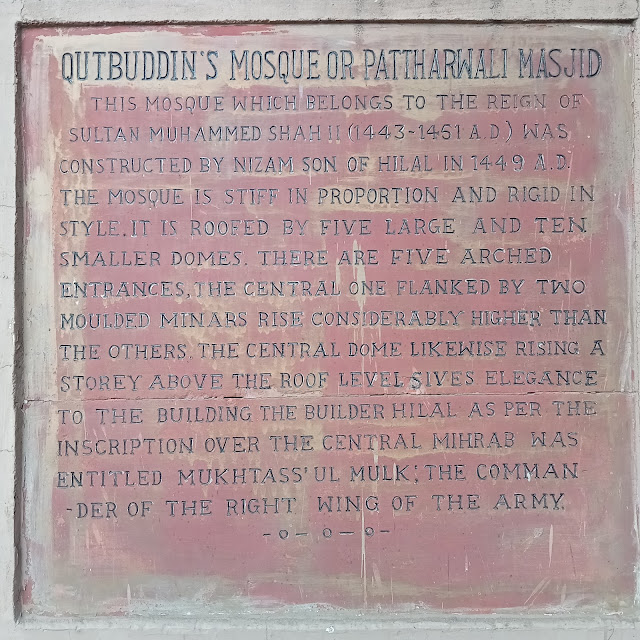 QUTBUDDIN'S MOSQUE OR PATTHARWALI MASJID
THIS MOSQUE WHICH BELONGS TO THE REIGN OF
SULTAN MUHAMMED SHAH II (1443-1451 A.D.) WAS
CONSTRUCTED BY NIZAM SON OF HILAL IN 1449 A.D.
THE MOSQUE IS STIFF IN PROPORTION AND RIGID IN
STYLE. IT IS ROOFED BY FIVE LARGE AND TEN
SMALLER DOMES. THERE ARE FIVE ARCHED
ENTRANCES, THE CENTRAL ONE FLANKED BY TWO
MOULDED MINARS RISE CONSIDERABLY HIGHER THAN
THE OTHERS. THE CENTRAL DOME LIKEWISE RISING A
STOREY ABOVE THE ROOF LEVEL GIVES ELEGANCE
TO THE BUILDING THE BUILDER HILAL AS PER THE
INSCRIPTION OVER THE CENTRAL MIHRAB WAS
ENTITLED MUKHTASS'UL MULK; THE COMMAN-
-DER OF THE RIGHT WING OF THE ARMY.
-o-o-o-